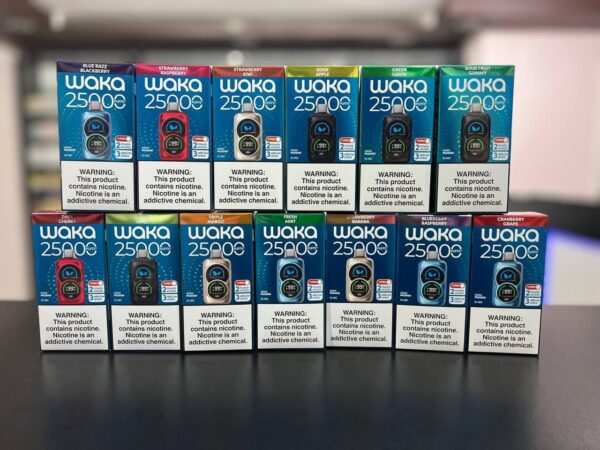 BLUE RAZZ
BLACKBERRY
WAKA
25000
WARNING:
This product
contains nicotine.
Nicotine is an
addictive chemical.
STRAWBERRY
RASPBERRY
WAKA
25000
WARNING:
This product
contains nicotine.
Nicotine is an
addictive chemical.
STRAWBERRY
KIWI
WAKA
25000
WARNING:
This product
contains nicotine.
Nicotine is an
addictive chemical.
SOUR
APPLE
WAKA
25000
WARNING:
This product
contains nicotine.
Nicotine is an
addictive chemical.
GREEN
GRAPE
WAKA
25000
WARNING:
This product
contains nicotine.
Nicotine is an
addictive chemical.
SOUR FRUIT
GUMMY
WAKA
25000
WARNING:
This product
contains nicotine.
Nicotine is an
addictive chemical.
CHERRY
WAKA
25000
WARNING:
This product
contains nicotine.
Nicotine is an
addictive chemical.
WAKA
25000
WARNING:
This product
contains nicotine.
Nicotine is an
addictive chemical.
TRIPLE
MANGO
WAKA
25000
WARNING:
This product
contains nicotine.
Nicotine is an
addictive chemical.
FRESH
MINT
WAKA
25000
WARNING:
This product
contains nicotine.
Nicotine is an
addictive chemical.
STRAWBERRY
BANANA
WAKA
25000
WARNING:
This product
contains nicotine.
Nicotine is an
addictive chemical.
BLUEBERRY
RASPBERRY
WAKA
25000
WARNING:
This product
contains nicotine.
Nicotine is an
addictive chemical.
CRANBERRY
GRAPE
WAKA
25000
WARNING:
This product
contains nicotine.
Nicotine is an
addictive chemical.